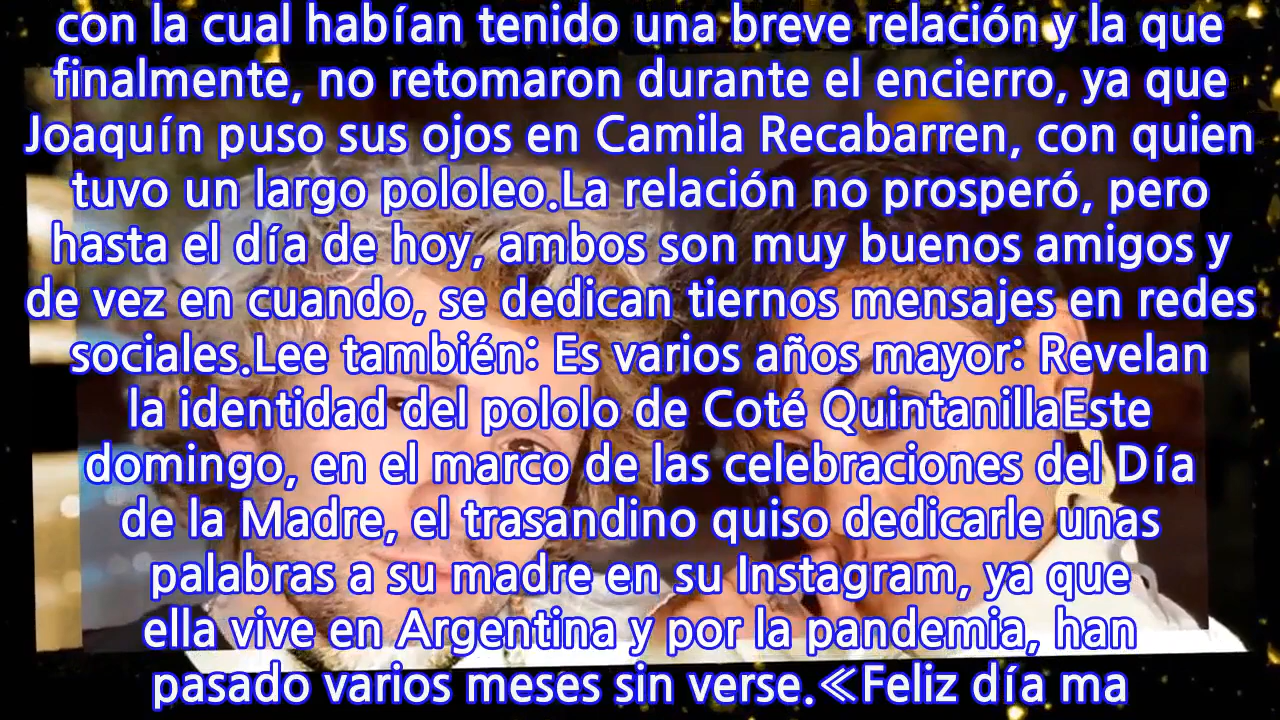 con la cual habían tenido una breve relación y la que
finalmente, no retomaron durante el encierro, ya que
Joaquín puso sus ojos en Camila Recabarren, con quien
tuvo un largo pololeo.La relación no prosperó, pero
hasta el día de hoy, ambos son muy buenos amigos y
de vez en cuando, se dedican tiernos mensajes en redes
sociales.Lee también: Es varios años mayor: Revelan
la identidad del pololo de Coté QuintanillaEste
domingo, en el marco de las celebraciones del Día
de la Madre, el trasandino quiso dedicarle unas
palabras a su madre en su Instagram, ya que
ella vive en Argentina y por la pandemia, han
pasado varios meses sin verse.≪Feliz día ma